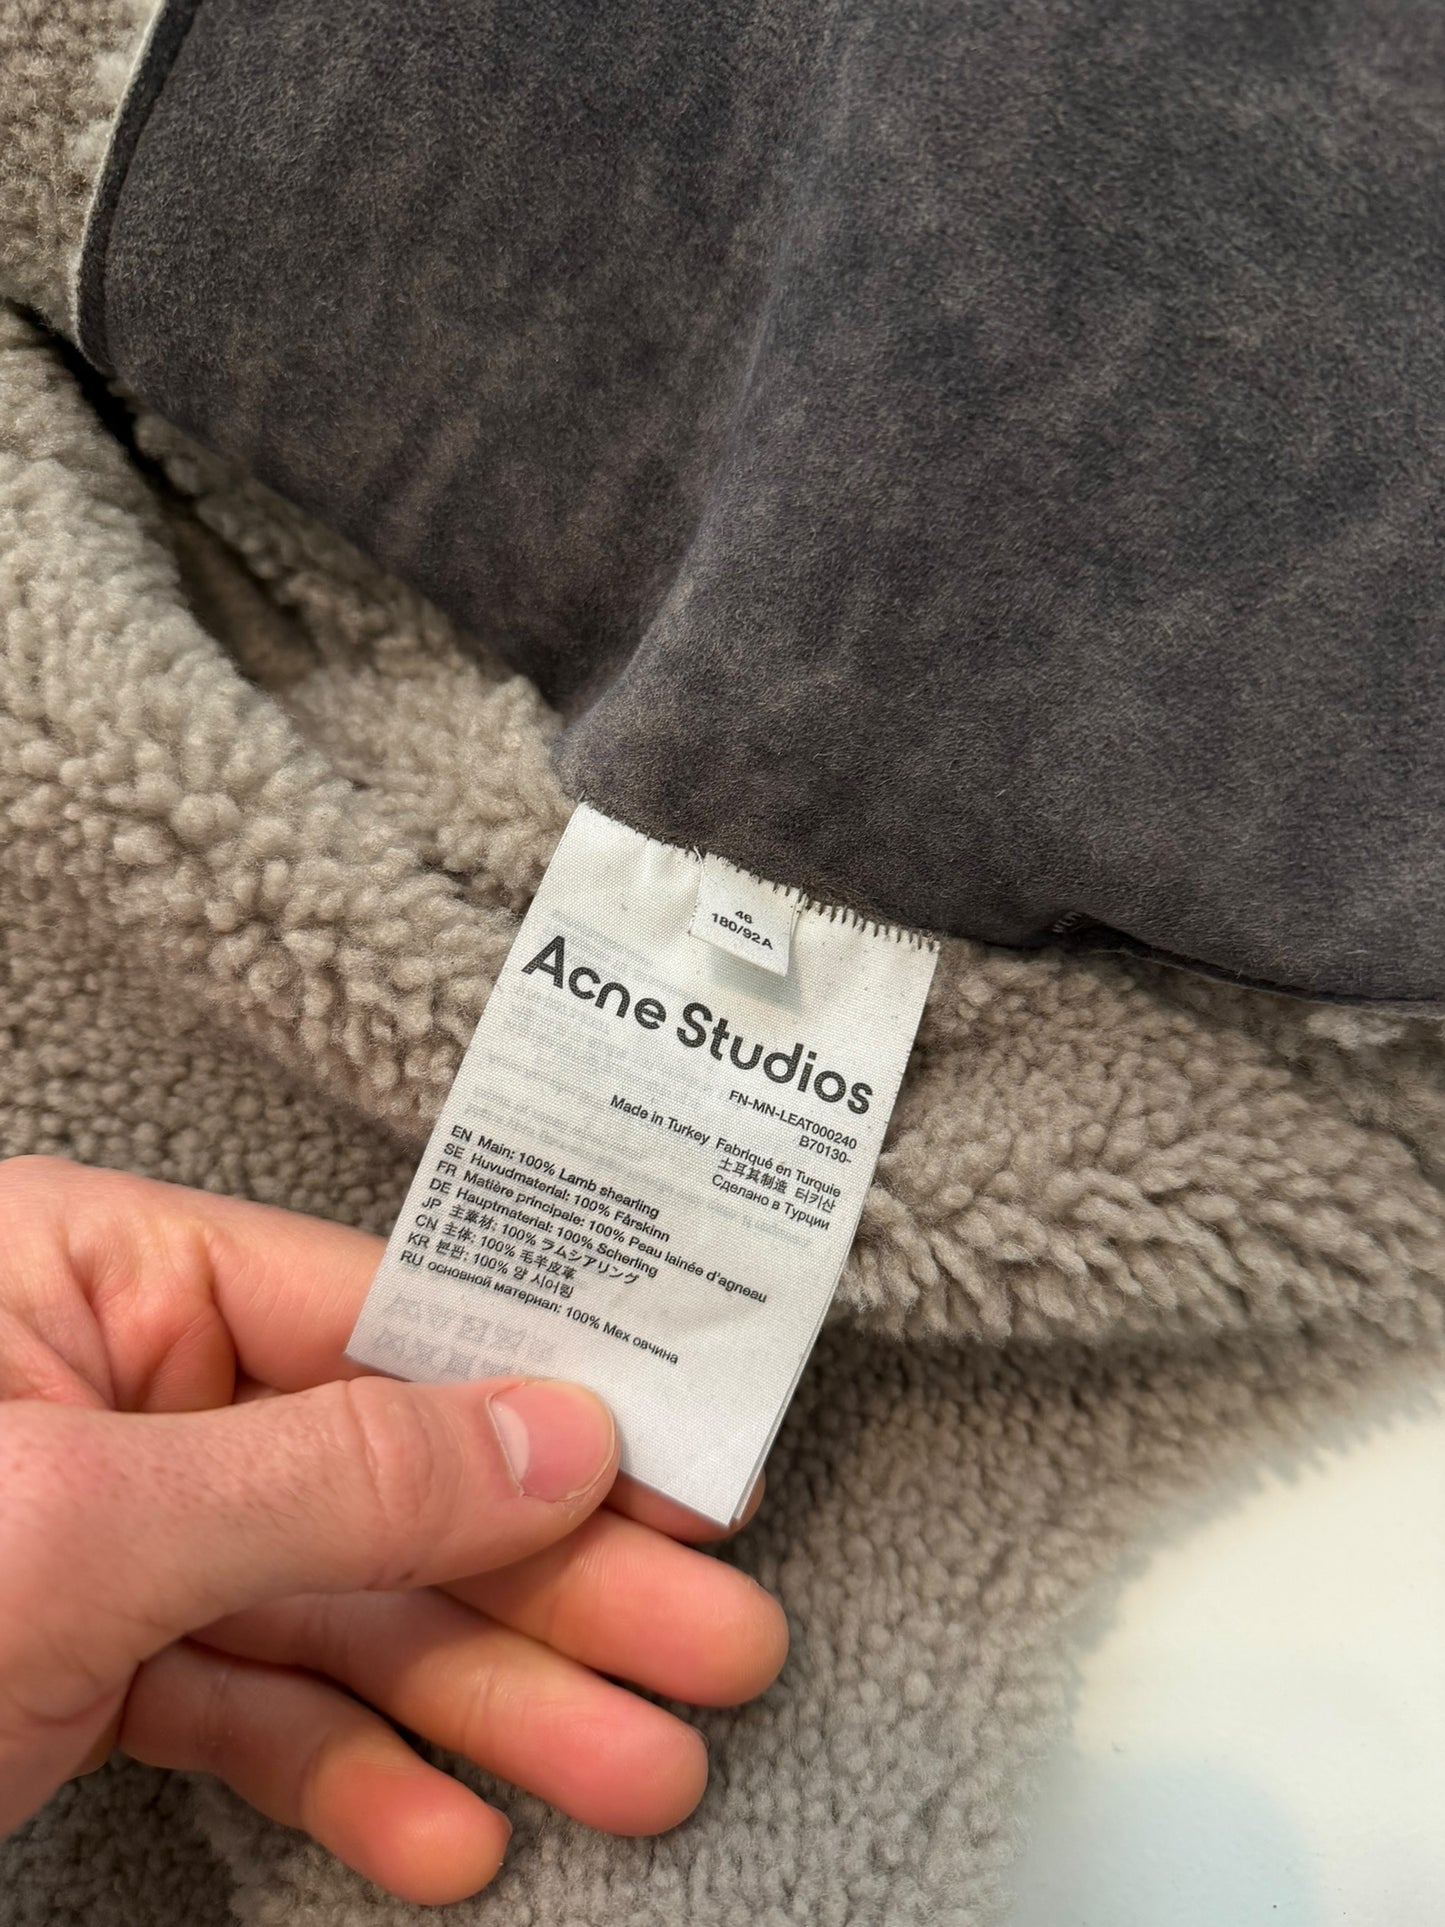 46
180/92A
Acne Studios
FN-MN-LEAT000240
B70130-
Made in Turkey Fabriqué en Turquie
土耳其制造 터키산
Сделано в Турции
EN Main: 100% Lamb shearling
SE Huvudmaterial: 100% Fårskinn
FR Matière principale: 100% Peau lainée d'agneau
DE Hauptmaterial: 100% Scherling
JP 主素材: 100% ラムシアリング
CN 主体: 100% 毛羊皮革
KR 본판: 100% 양 시어링
RU основной материал: 100% Мех овчина